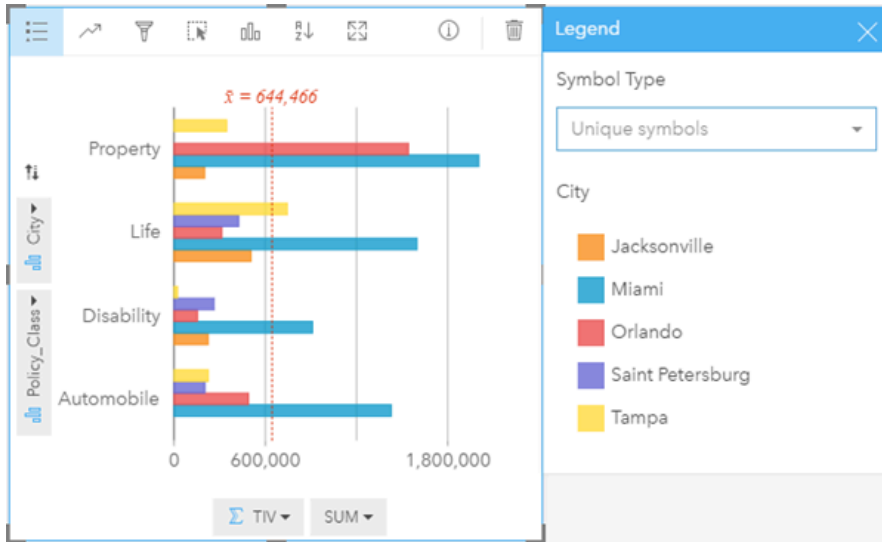 A
Z
x̄ = 644,466
Property
Life
Disability
Automobile
City
Policy_Class
0
600,000
1,800,000
Σ TIV
SUM
Legend
Symbol Type
Unique symbols
City
Jacksonville
Miami
Orlando
Saint Petersburg
Tampa